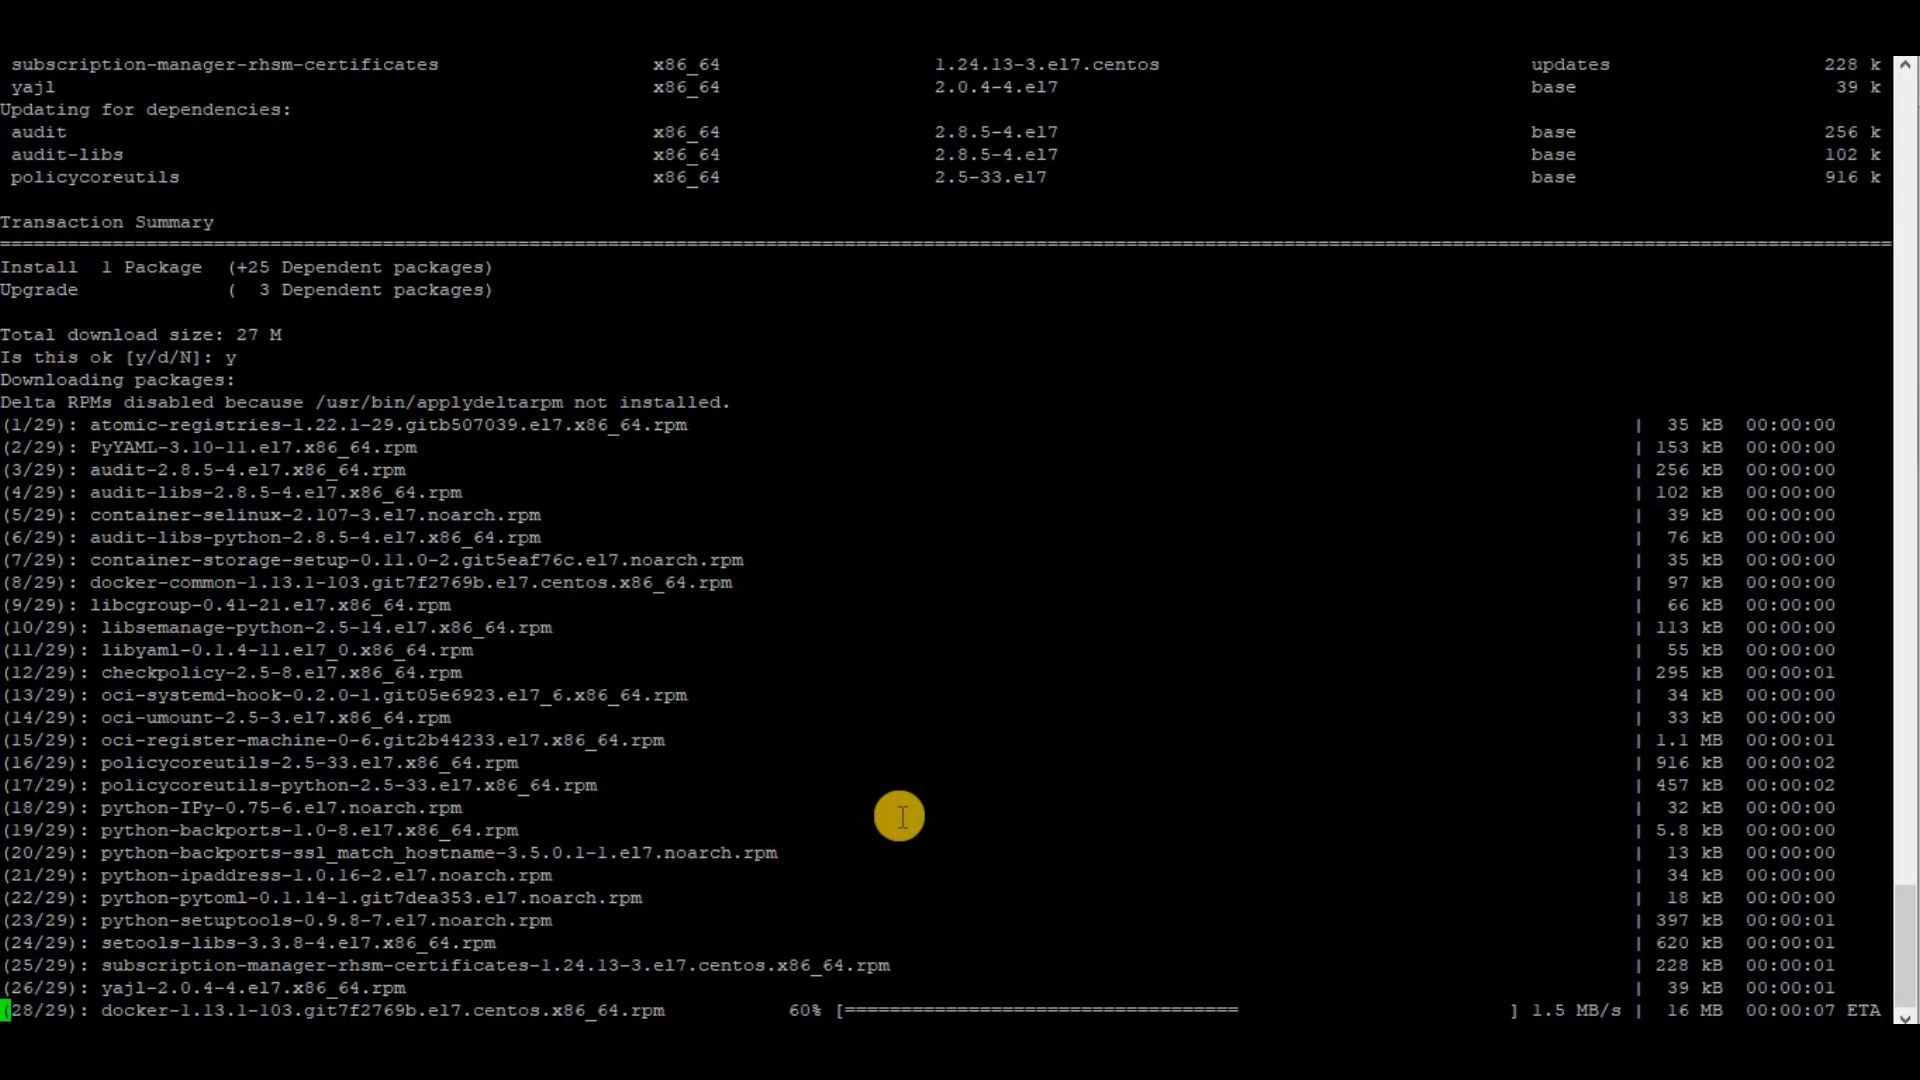 subscription-manager-rhsm-certificates x86_64 1.24.13-3.el7.centos updates 228 k
yajl x86_64 2.0.4-4.el7 base 39 k
Updating for dependencies:
audit x86_64 2.8.5-4.el7 base 256 k
audit-libs x86_64 2.8.5-4.el7 base 102 k
policycoreutils x86_64 2.5-33.el7 base 916 k
Transaction Summary
================================================================================
Install 1 Package (+25 Dependent packages)
Upgrade ( 3 Dependent packages)
Total download size: 27 M
Is this ok [y/d/N]: y
Downloading packages:
Delta RPMs disabled because /usr/bin/applydeltarpm not installed.
(1/29): atomic-registries-1.22.1-29.gitb507039.el7.x86_64.rpm | 35 kB 00:00:00
(2/29): PyYAML-3.10-11.el7.x86_64.rpm | 153 kB 00:00:00
(3/29): audit-2.8.5-4.el7.x86_64.rpm | 256 kB 00:00:00
(4/29): audit-libs-2.8.5-4.el7.x86_64.rpm | 102 kB 00:00:00
(5/29): container-selinux-2.107-3.el7.noarch.rpm | 39 kB 00:00:00
(6/29): audit-libs-python-2.8.5-4.el7.x86_64.rpm | 76 kB 00:00:00
(7/29): container-storage-setup-0.11.0-2.git5eaf76c.el7.noarch.rpm | 35 kB 00:00:00
(8/29): docker-common-1.13.1-103.git7f2769b.el7.centos.x86_64.rpm | 97 kB 00:00:00
(9/29): libcgroup-0.41-21.el7.x86_64.rpm | 66 kB 00:00:00
(10/29): libsemanage-python-2.5-14.el7.x86_64.rpm | 113 kB 00:00:00
(11/29): libyaml-0.1.4-11.el7_0.x86_64.rpm | 55 kB 00:00:00
(12/29): checkpolicy-2.5-8.el7.x86_64.rpm | 295 kB 00:00:01
(13/29): oci-systemd-hook-0.2.0-1.git05e6923.el7_6.x86_64.rpm | 34 kB 00:00:00
(14/29): oci-umount-2.5-3.el7.x86_64.rpm | 33 kB 00:00:00
(15/29): oci-register-machine-0-6.git2b44233.el7.x86_64.rpm | 1.1 MB 00:00:01
(16/29): policycoreutils-2.5-33.el7.x86_64.rpm | 916 kB 00:00:02
(17/29): policycoreutils-python-2.5-33.el7.x86_64.rpm | 457 kB 00:00:02
(18/29): python-IPy-0.75-6.el7.noarch.rpm | 32 kB 00:00:00
(19/29): python-backports-1.0-8.el7.x86_64.rpm | 5.8 kB 00:00:00
(20/29): python-backports-ssl_match_hostname-3.5.0.1-1.el7.noarch.rpm | 13 kB 00:00:00
(21/29): python-ipaddress-1.0.16-2.el7.noarch.rpm | 34 kB 00:00:00
(22/29): python-pytoml-0.1.14-1.git7dea353.el7.noarch.rpm | 18 kB 00:00:00
(23/29): python-setuptools-0.9.8-7.el7.noarch.rpm | 397 kB 00:00:01
(24/29): setools-libs-3.3.8-4.el7.x86_64.rpm | 620 kB 00:00:01
(25/29): subscription-manager-rhsm-certificates-1.24.13-3.el7.centos.x86_64.rpm | 228 kB 00:00:01
(26/29): yajl-2.0.4-4.el7.x86_64.rpm | 39 kB 00:00:01
(28/29): docker-1.13.1-103.git7f2769b.el7.centos.x86_64.rpm 60% [=================================== ] 1.5 MB/s | 16 MB 00:00:07 ETA